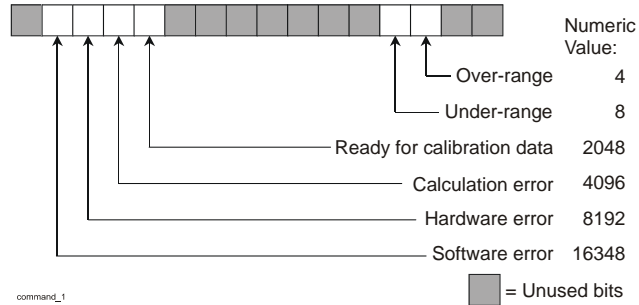 Numeric
Value:
Over-range 4
Under-range 8
Ready for calibration data 2048
Calculation error 4096
Hardware error 8192
Software error 16348
command_1
= Unused bits